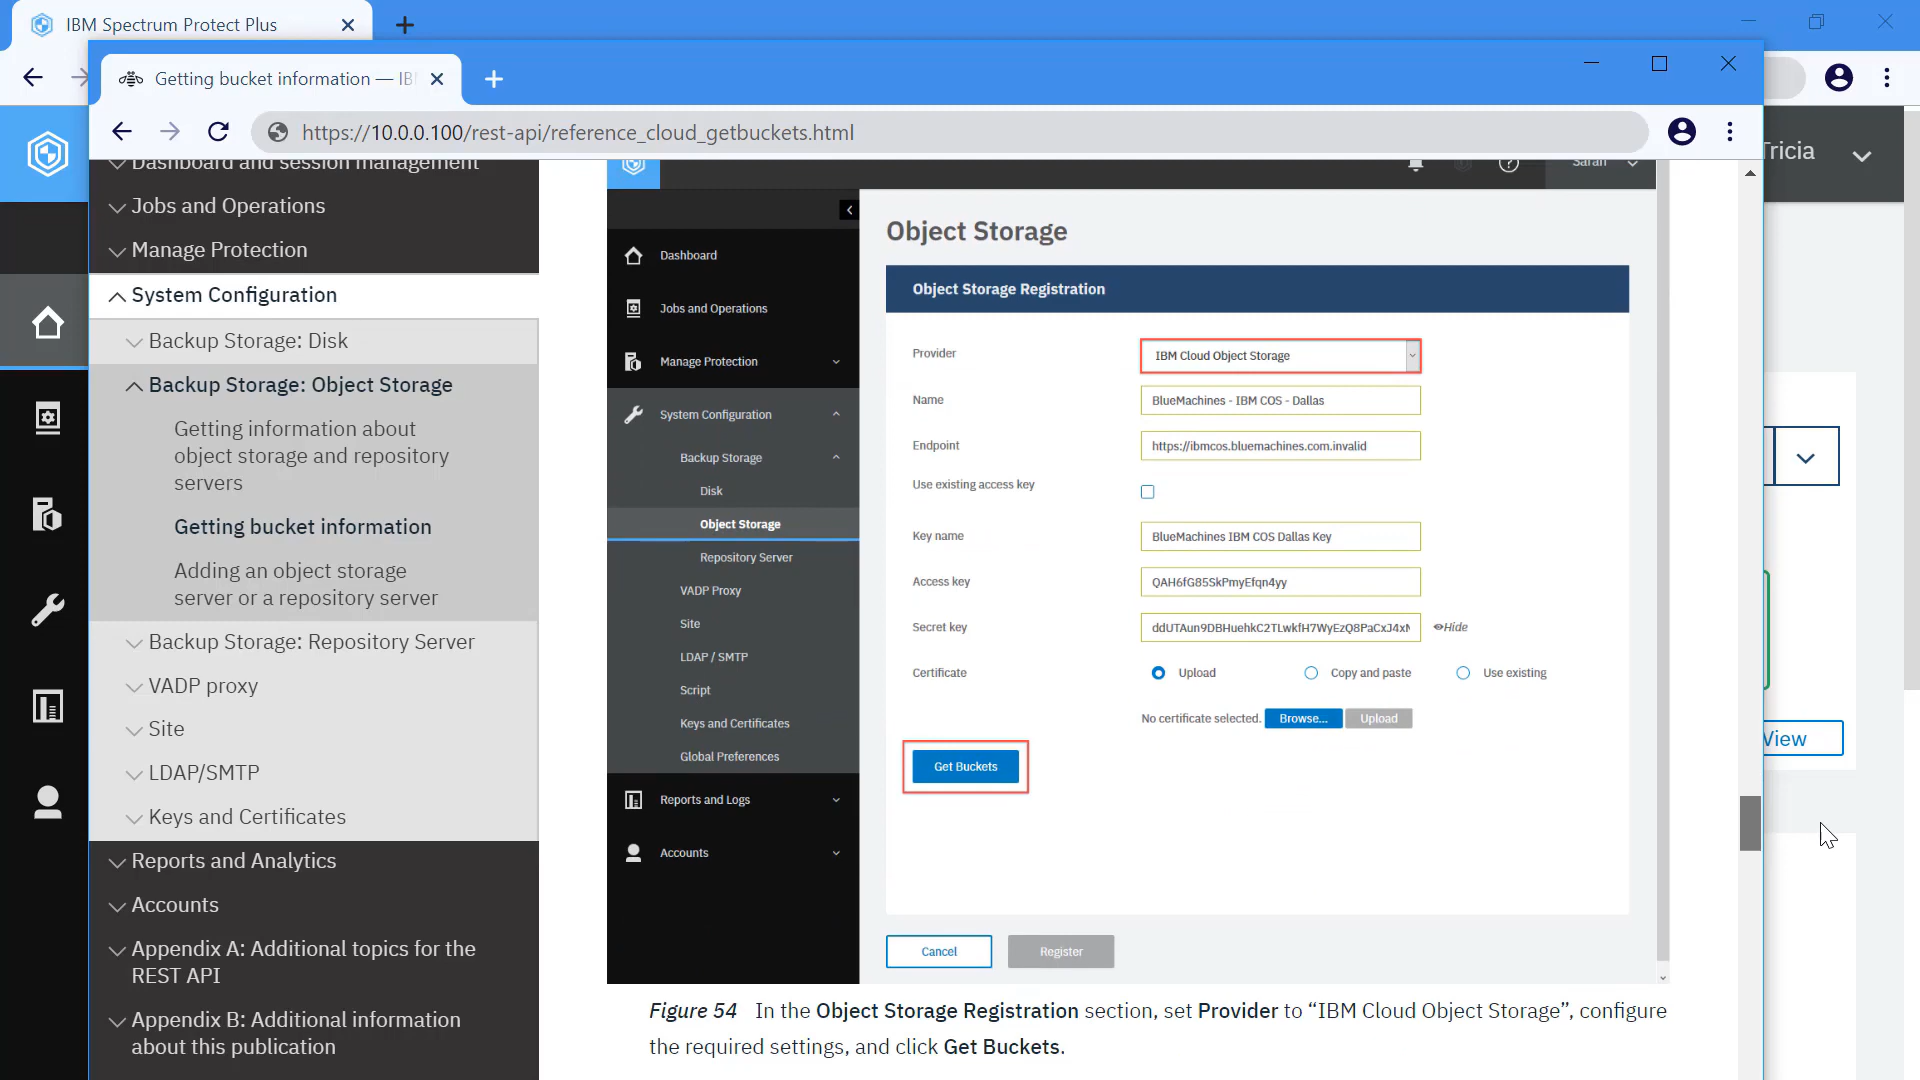 IBM Spectrum Protect Plus
Getting bucket information — IB
https://10.0.0.100/rest-api/reference_cloud_getbuckets.html
Tricia
Dashboard and session management
Jobs and Operations
Manage Protection
System Configuration
Backup Storage: Disk
Backup Storage: Object Storage
Getting information about
object storage and repository
servers
Getting bucket information
Adding an object storage
server or a repository server
Backup Storage: Repository Server
VADP proxy
Site
LDAP/SMTP
Keys and Certificates
Reports and Analytics
Accounts
Appendix A: Additional topics for the
REST API
Appendix B: Additional information
about this publication
Sarah
Dashboard
Jobs and Operations
Manage Protection
System Configuration
Backup Storage
Disk
Object Storage
Repository Server
VADP Proxy
Site
LDAP / SMTP
Script
Keys and Certificates
Global Preferences
Reports and Logs
Accounts
Object Storage
Object Storage Registration
Provider
IBM Cloud Object Storage
Name
BlueMachines - IBM COS - Dallas
Endpoint
https://ibmcos.bluemachines.com.invalid
Use existing access key
Key name
BlueMachines IBM COS Dallas Key
Access key
QAH6fG85SkPmyEfqn4yy
Secret key
ddUTAun9DBHuehkC2TLwkfH7WyEzQ8PaCxJ4xN
Hide
Certificate
Upload
Copy and paste
Use existing
No certificate selected.
Browse...
Upload
Get Buckets
Cancel
Register
Figure 54 In the Object Storage Registration section, set Provider to “IBM Cloud Object Storage”, configure
the required settings, and click Get Buckets.
View